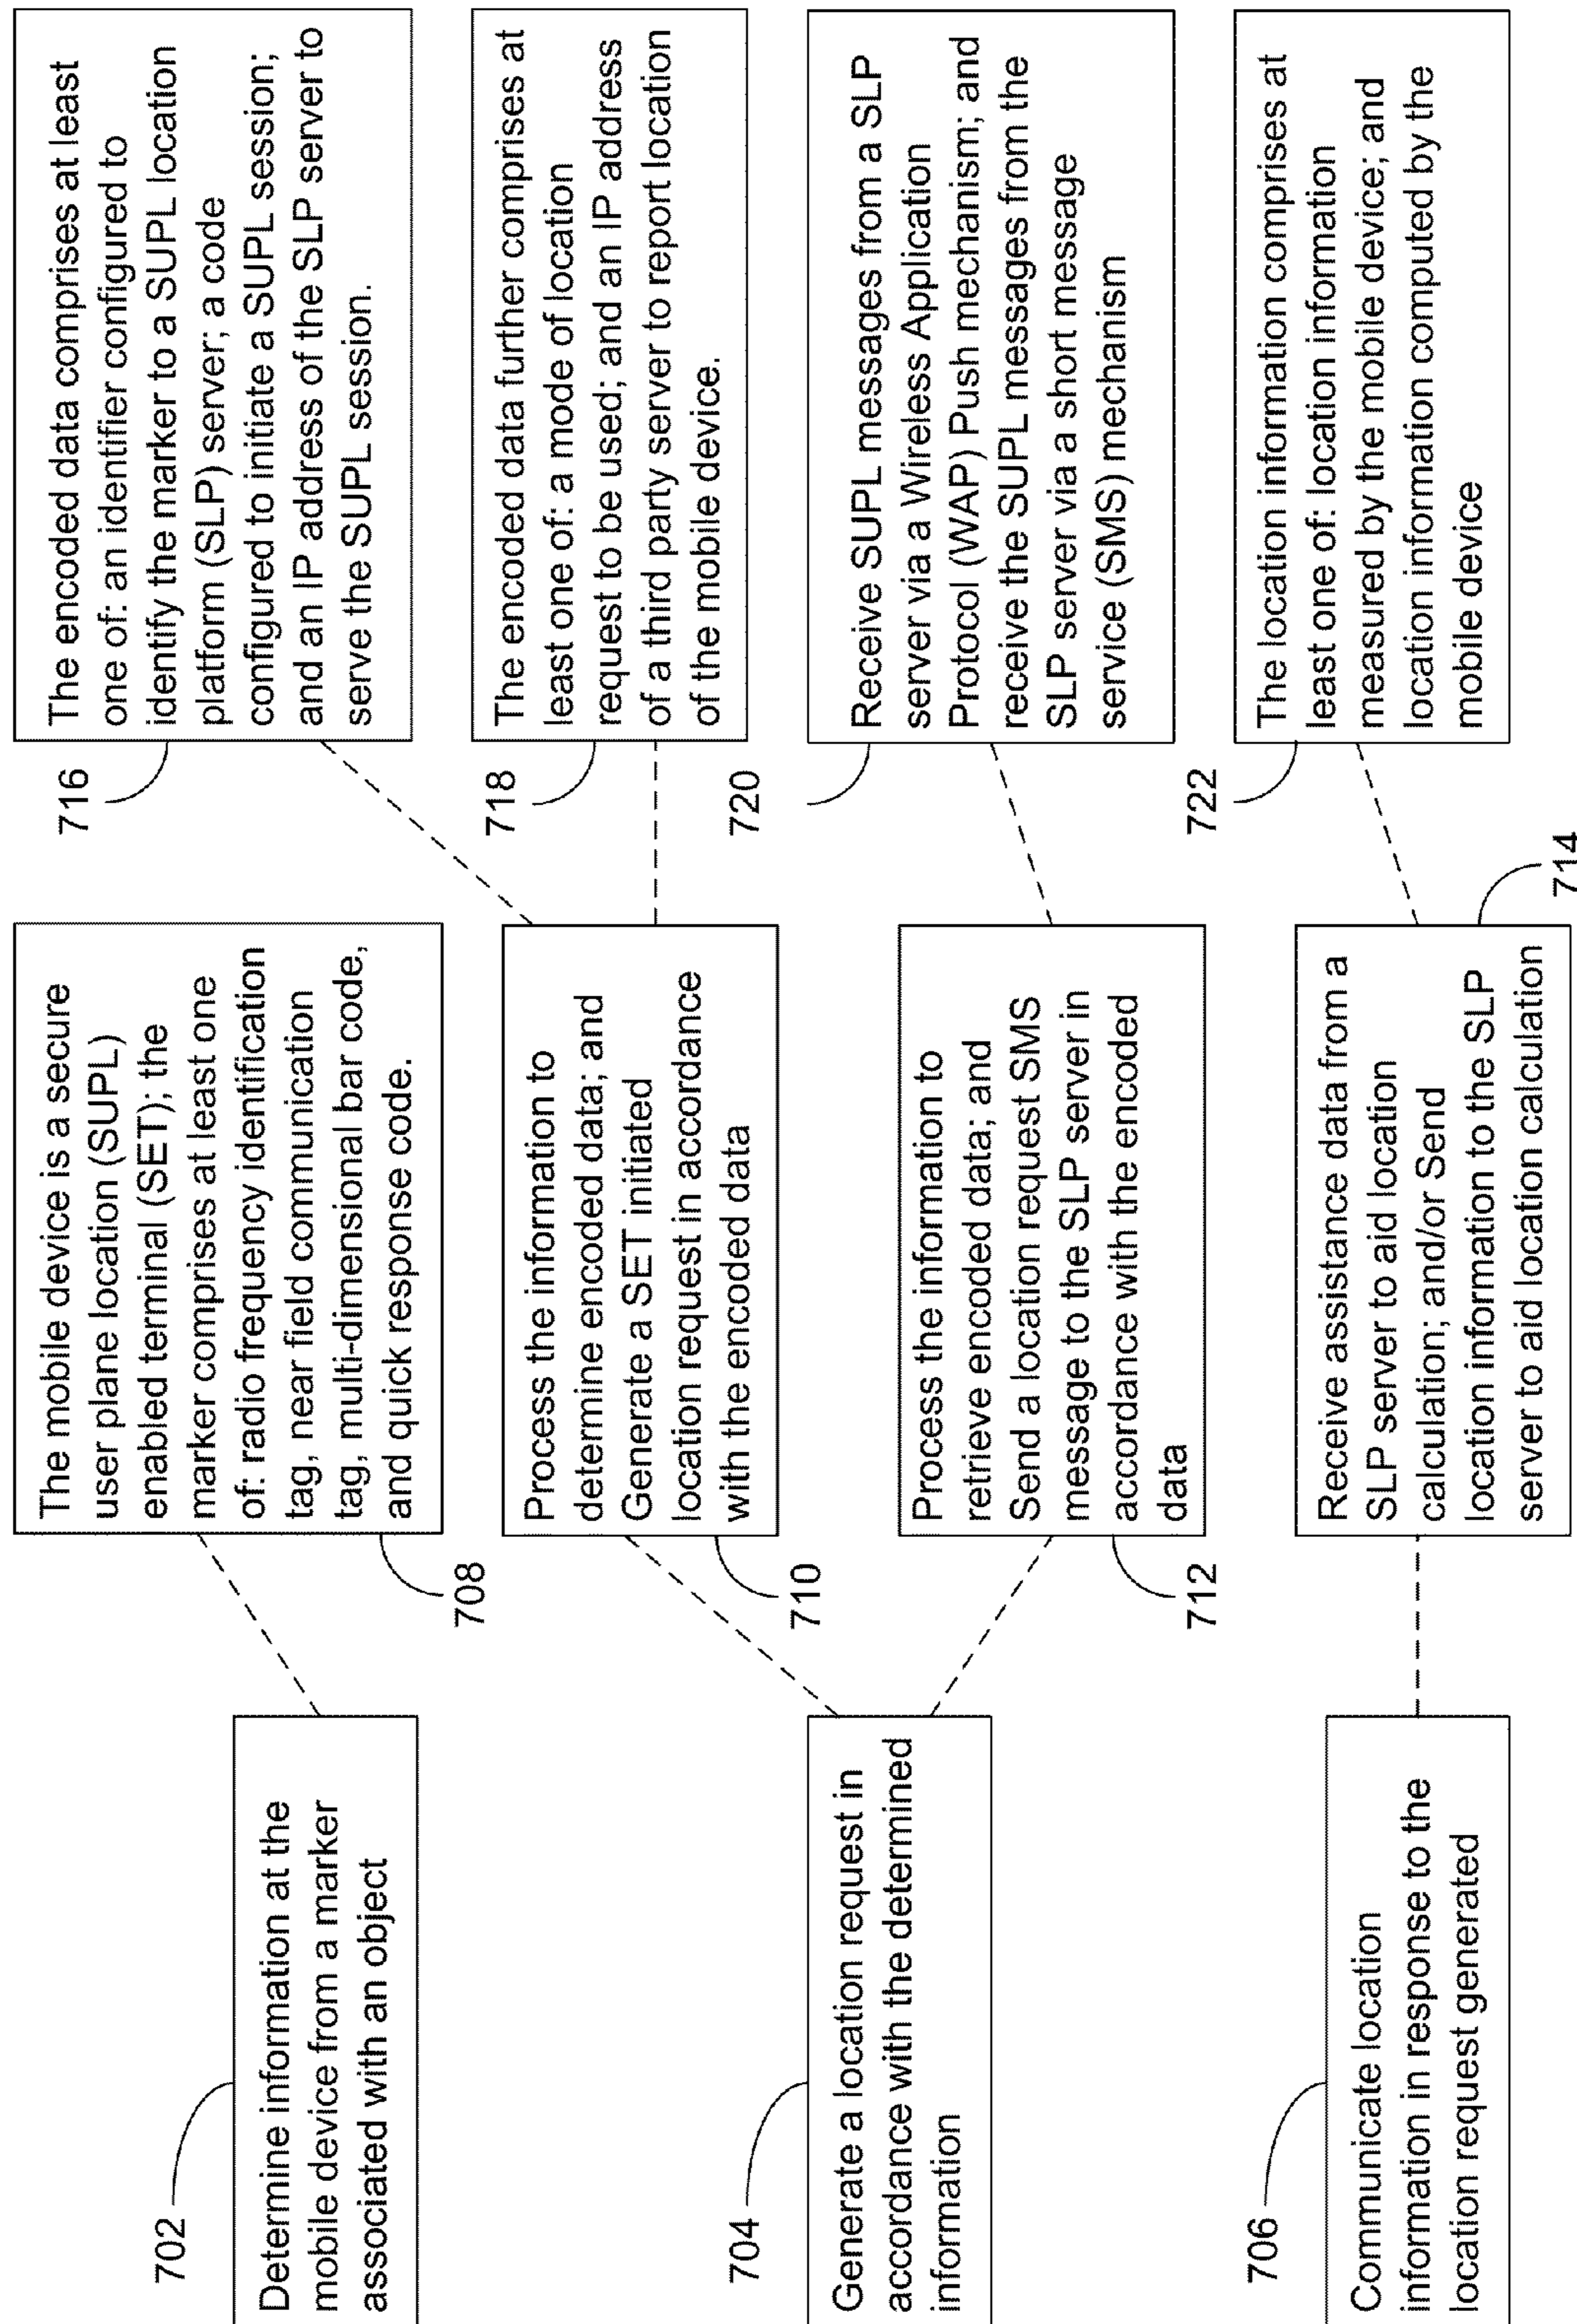 702
Determine information at the
mobile device from a marker
associated with an object
704
Generate a location request in
accordance with the determined
information
706
Communicate location
information in response to the
location request generated
The mobile device is a secure
user plane location (SUPL)
enabled terminal (SET); the
marker comprises at least one
of: radio frequency identification
tag, near field communication
tag, multi-dimensional bar code,
and quick response code.
708
Process the information to
determine encoded data; and
Generate a SET initiated
location request in accordance
with the encoded data
710
Process the information to
retrieve encoded data; and
Send a location request SMS
message to the SLP server in
accordance with the encoded
data
712
Receive assistance data from a
SLP server to aid location
calculation; and/or Send
location information to the SLP
server to aid location calculation
714
716
The encoded data comprises at least
one of: an identifier configured to
identify the marker to a SUPL location
platform (SLP) server; a code
configured to initiate a SUPL session;
and an IP address of the SLP server to
serve the SUPL session.
718
The encoded data further comprises at
least one of: a mode of location
request to be used; and an IP address
of a third party server to report location
of the mobile device.
720
Receive SUPL messages from a SLP
server via a Wireless Application
Protocol (WAP) Push mechanism; and
receive the SUPL messages from the
SLP server via a short message
service (SMS) mechanism
722
The location information comprises at
least one of: location information
measured by the mobile device; and
location information computed by the
mobile device